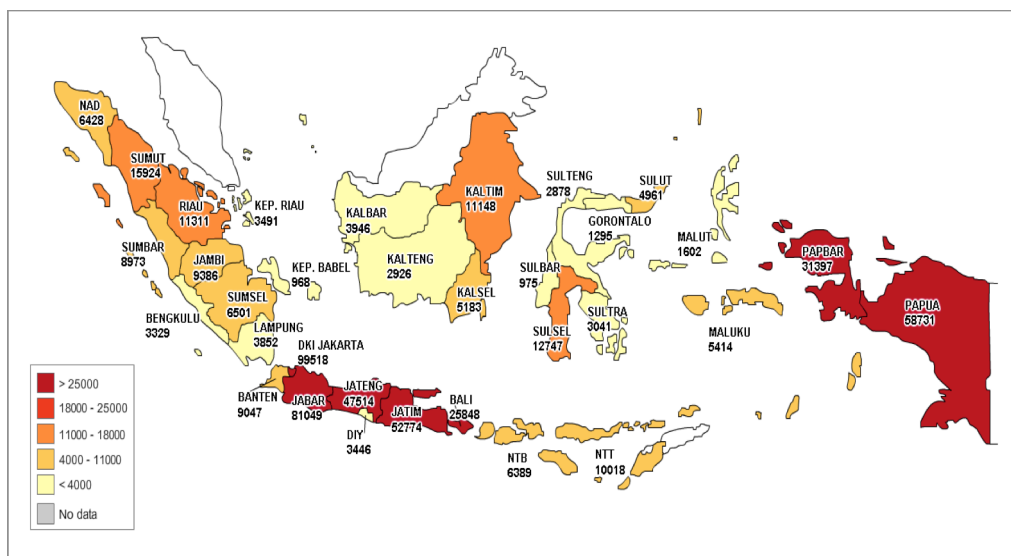 NAD
6428
SUMUT
15924
RIAU
11311
KEP. RIAU
3491
SUMBAR
8973
JAMBI
9386
KEP. BABEL
968
SUMSEL
6501
BENGKULU
3329
LAMPUNG
3852
DKI JAKARTA
99518
BANTEN
9047
JABAR
81049
JATENG
47514
DIY
3446
JATIM
52774
BALI
25848
NTB
6389
NTT
10018
KALBAR
3946
KALTENG
2926
KALTIM
11148
KALSEL
5183
SULTENG
2878
SULUT
4961
GORONTALO
1295
SULBAR
975
SULSEL
12747
SULTRA
3041
MALUT
1602
MALUKU
5414
PAPBAR
31397
PAPUA
58731
> 25000
18000 - 25000
11000 - 18000
4000 - 11000
< 4000
No data